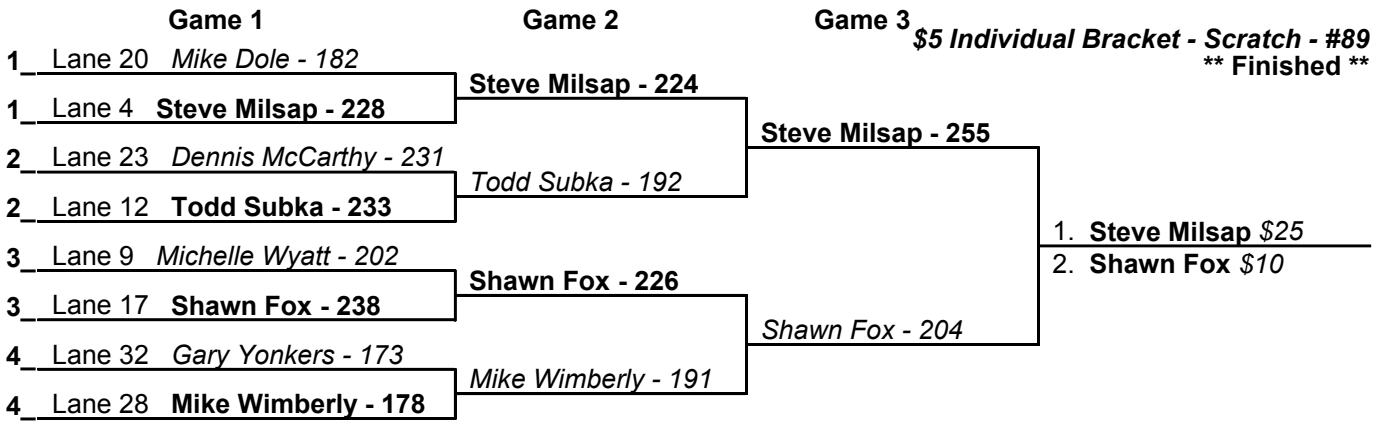 Game 1 Game 2 Game 3
$5 Individual Bracket - Scratch - #89
** Finished **
1_ Lane 20 Mike Dole - 182
1_ Lane 4 Steve Milsap - 228
2_ Lane 23 Dennis McCarthy - 231
2_ Lane 12 Todd Subka - 233
3_ Lane 9 Michelle Wyatt - 202
3_ Lane 17 Shawn Fox - 238
4_ Lane 32 Gary Yonkers - 173
4_ Lane 28 Mike Wimberly - 178
Steve Milsap - 224
Todd Subka - 192
Shawn Fox - 226
Mike Wimberly - 191
Steve Milsap - 255
Shawn Fox - 204
1. Steve Milsap $25
2. Shawn Fox $10